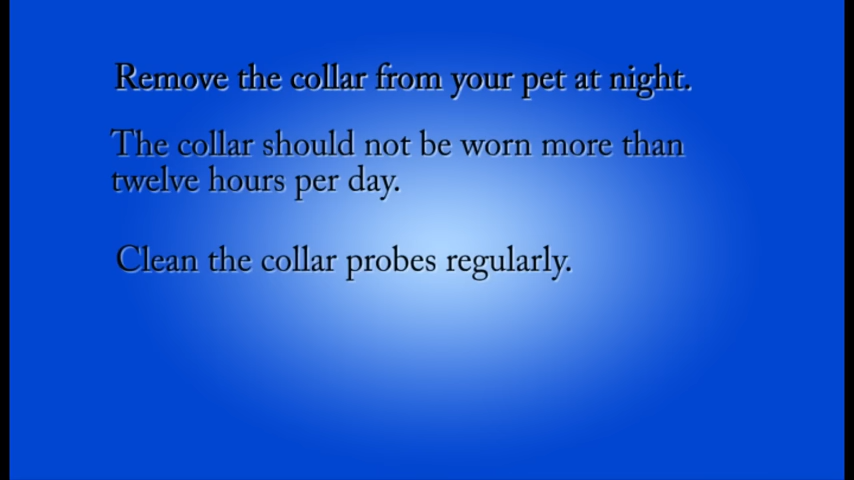 Remove the collar from your pet at night.
The collar should not be worn more than
twelve hours per day.
Clean the collar probes regularly.